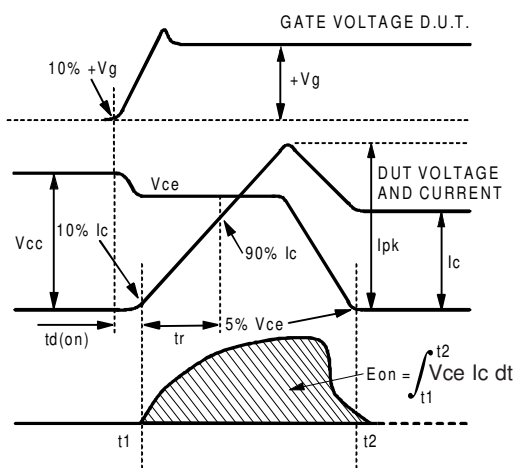 GATE VOLTAGE D.U.T.
10% +Vg
+Vg
Vce
DUT VOLTAGE
AND CURRENT
Vcc
10% Ic
90% Ic
Ipk
Ic
td(on)
tr
5% Vce
Eon = ∫ Vce Ic dt
t2
t1
t1
t2